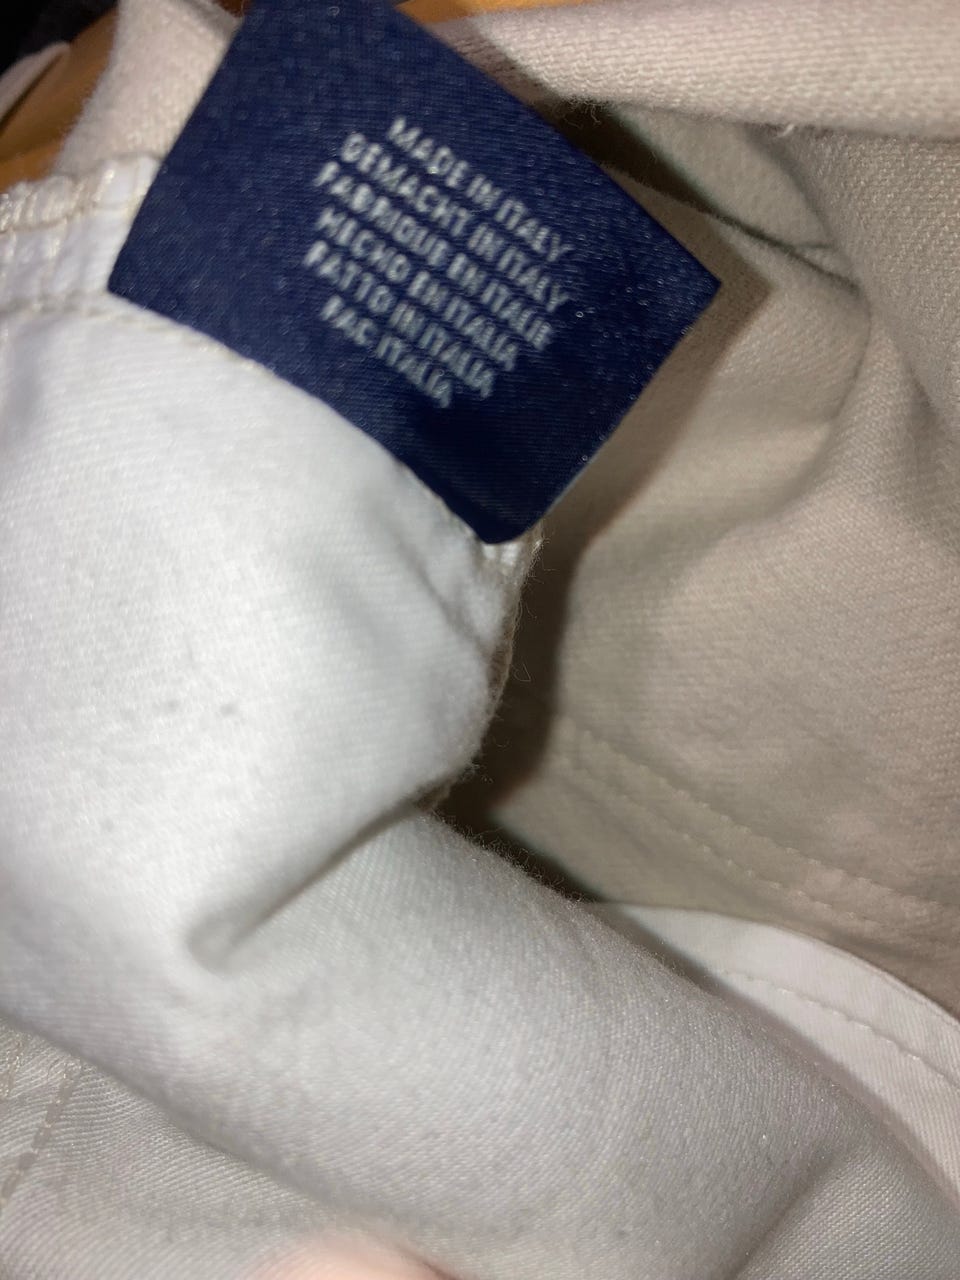 MADE IN ITALY
GEMACHT IN ITALY
FABRIQUE EN ITALIE
HECHO EN ITALIA
FATTO IN ITALIA
FAC ITALIA